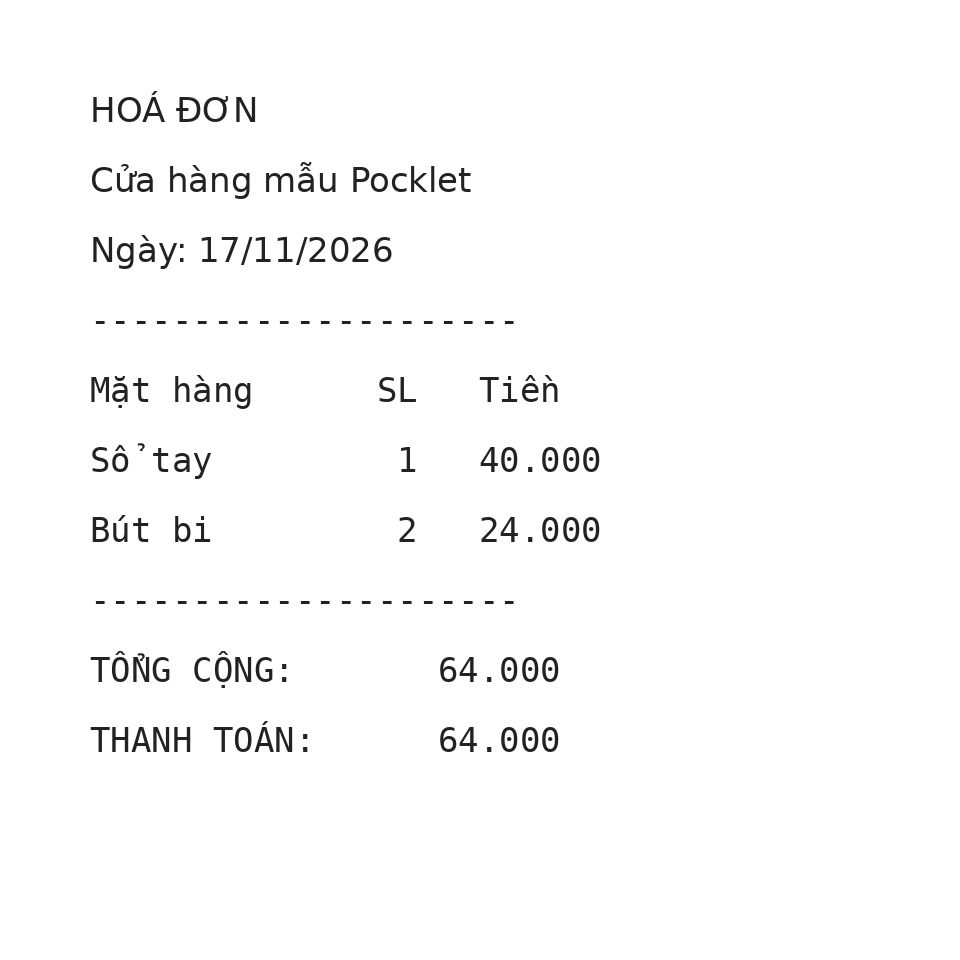 HOÁ ĐƠN
Cửa hàng mẫu Pocklet
Ngày: 17/11/2026
---------------------
Mặt hàng      SL   Tiền
Sổ tay         1   40.000
Bút bi         2   24.000
---------------------
TỔNG CỘNG:       64.000
THANH TOÁN:      64.000